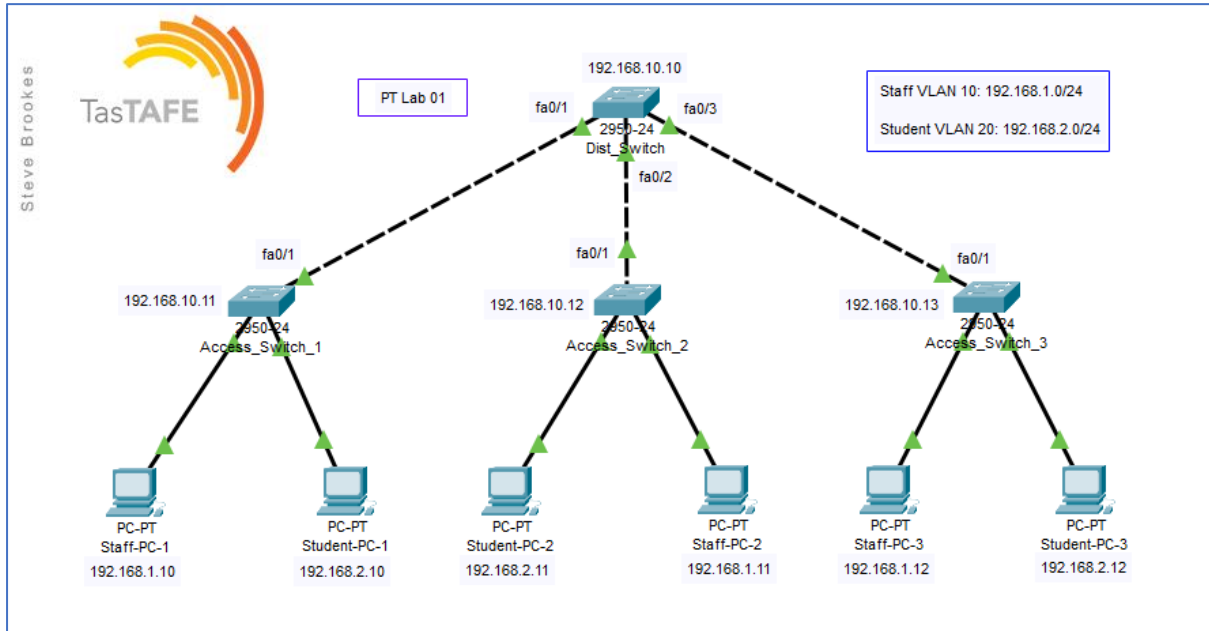 Steve Brookes
TasTAFE
PT Lab 01
192.168.10.10
fa0/1
fa0/3
2950-24
Dist_Switch
fa0/2
Staff VLAN 10: 192.168.1.0/24
Student VLAN 20: 192.168.2.0/24
fa0/1
fa0/1
fa0/1
192.168.10.11
2950-24
Access_Switch_1
192.168.10.12
2950-24
Access_Switch_2
192.168.10.13
2950-24
Access_Switch_3
PC-PT
Staff-PC-1
192.168.1.10
PC-PT
Student-PC-1
192.168.2.10
PC-PT
Student-PC-2
192.168.2.11
PC-PT
Staff-PC-2
192.168.1.11
PC-PT
Staff-PC-3
192.168.1.12
PC-PT
Student-PC-3
192.168.2.12